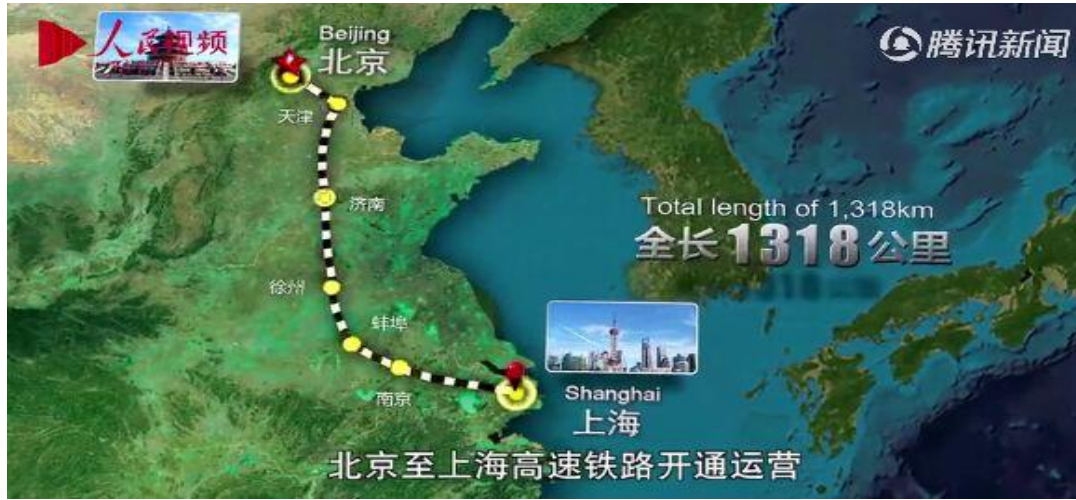 人民视频
腾讯新闻
Beijing
北京
天津
济南
Total length of 1,318km
全长1318公里
徐州
蚌埠
南京
Shanghai
上海
北京至上海高速铁路开通运营